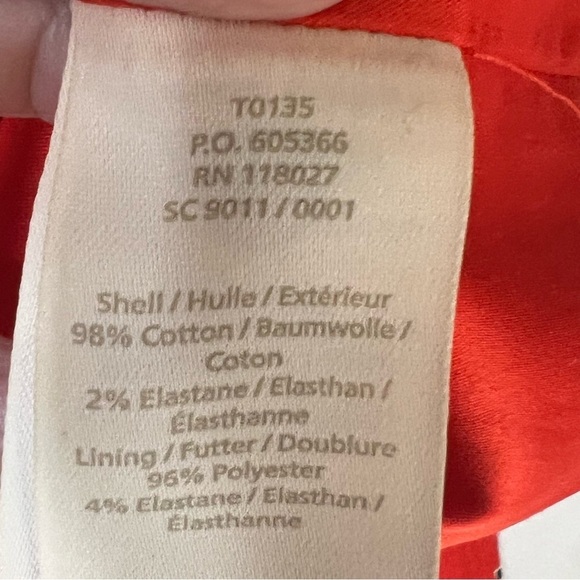 T0135
P.O. 605366
RN 118027
SC 9011 / 0001
Shell / Hulle / Extérieur
98% Cotton / Baumwolle /
Coton
2% Elastane / Elasthan /
Élasthanne
Lining / Futter / Doublure
96% Polyester
4% Elastane / Elasthan /
Élasthanne